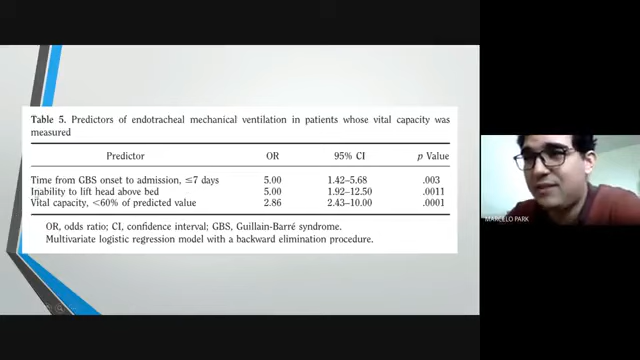 Table 5. Predictors of endotracheal mechanical ventilation in patients whose vital capacity was
measured
Predictor OR 95% CI p Value
Time from GBS onset to admission, ≤7 days 5.00 1.42–5.68 .003
Inability to lift head above bed 5.00 1.92–12.50 .0011
Vital capacity, <60% of predicted value 2.86 2.43–10.00 .0001
OR, odds ratio; CI, confidence interval; GBS, Guillain-Barré syndrome.
Multivariate logistic regression model with a backward elimination procedure.
MARCELO PARK